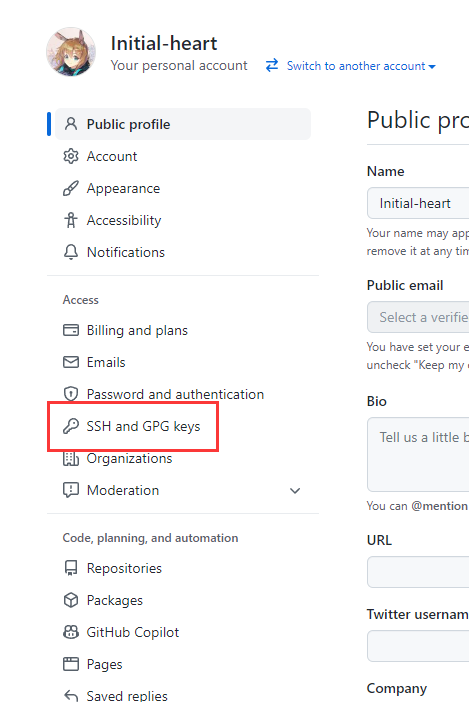 Initial-heart
Your personal account
Switch to another account
Public profile
Account
Appearance
Accessibility
Notifications
Access
Billing and plans
Emails
Password and authentication
SSH and GPG keys
Organizations
Moderation
Code, planning, and automation
Repositories
Packages
GitHub Copilot
Pages
Saved replies
Public pro
Name
Initial-heart
Your name may app
remove it at any tim
Public email
Select a verifie
You have set your e
uncheck "Keep my e
Bio
Tell us a little b
You can @mention
URL
Twitter usernam
Company